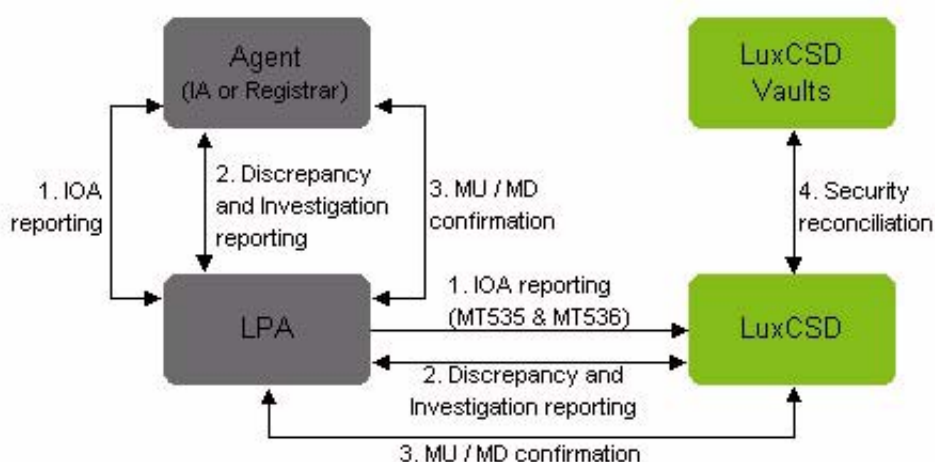 Agent
(IA or Registrar)
LuxCSD
Vaults
1. IOA
reporting
2. Discrepancy
and Investigation
reporting
3. MU / MD
confirmation
4. Security
reconciliation
LPA
1. IOA reporting
(MT535 & MT536)
LuxCSD
2. Discrepancy and
Investigation reporting
3. MU / MD confirmation